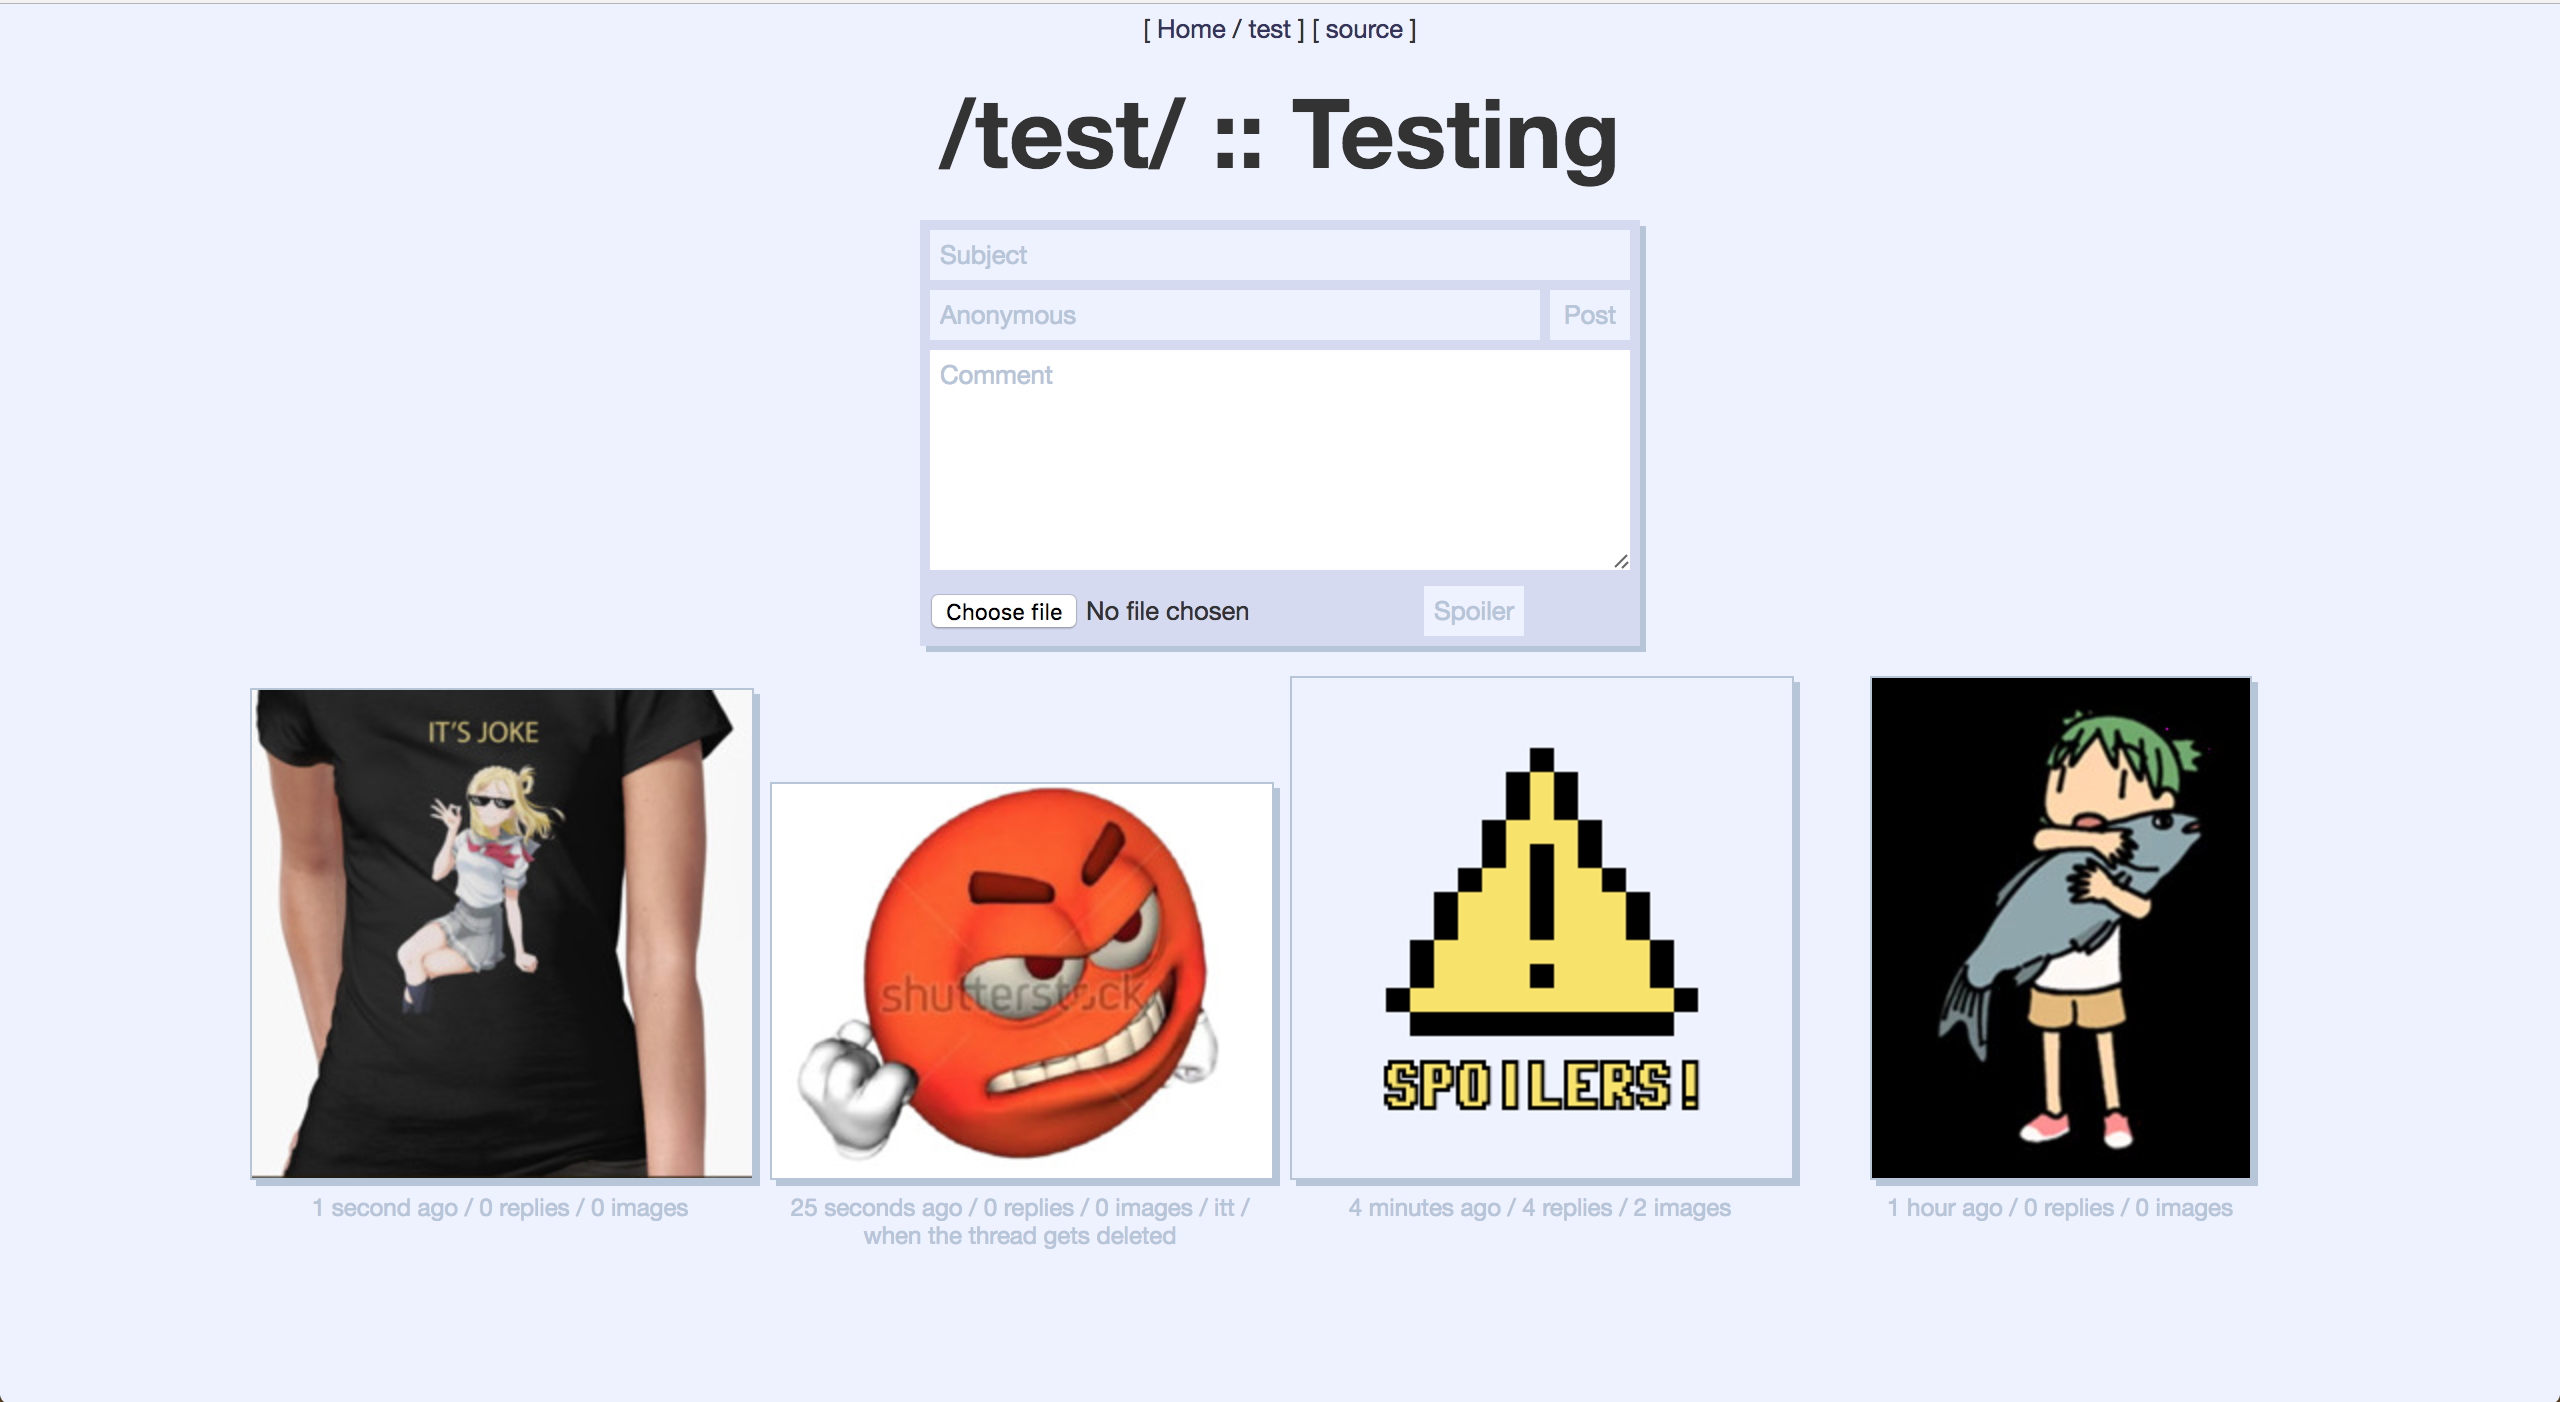 [ Home / test ] [ source ]
/test/ :: Testing
Subject
Anonymous
Post
Comment
Choose file No file chosen
Spoiler
IT'S JOKE
shutterstock
SPOILERS!
1 second ago / 0 replies / 0 images
25 seconds ago / 0 replies / 0 images / itt /
when the thread gets deleted
4 minutes ago / 4 replies / 2 images
1 hour ago / 0 replies / 0 images